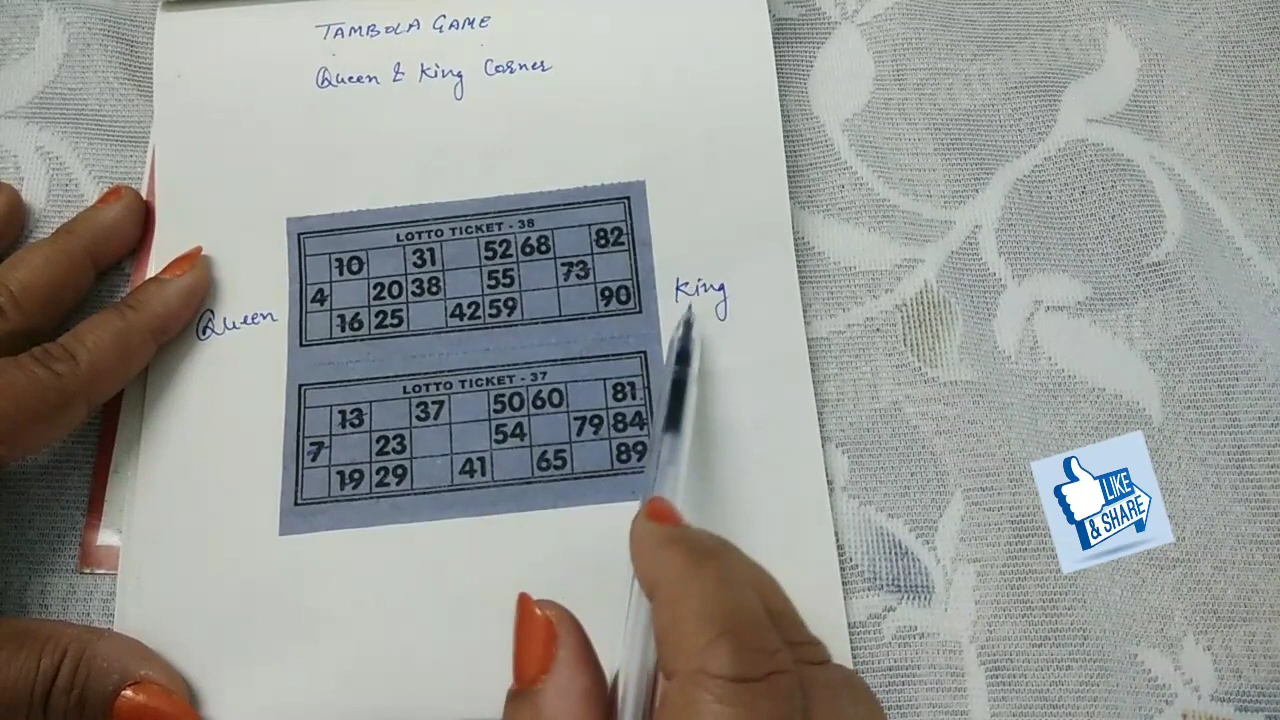 TAMBOLA GAME
Queen & King Corner
LOTTO TICKET - 38
10 31 52 68 82
4 20 38 55 73
16 25 42 59 90
Queen
King
LOTTO TICKET - 37
13 37 50 60 81
7 23 54 79 84
19 29 41 65 89
LIKE
& SHARE